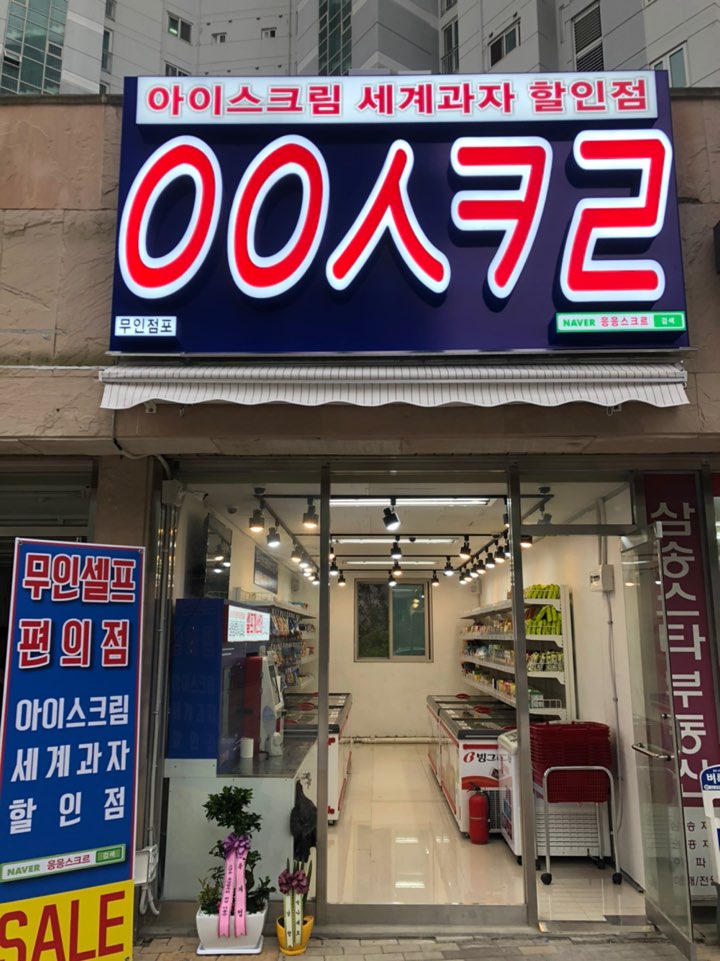 아이스크림 세계과자 할인점
OO스크르
무인점포
NAVER 응응스크르 검색
무인셀프
편의점
아이스크림
세계과자
할인점
NAVER 응응스크르 검색
SALE
빙그
삼송스타부동산